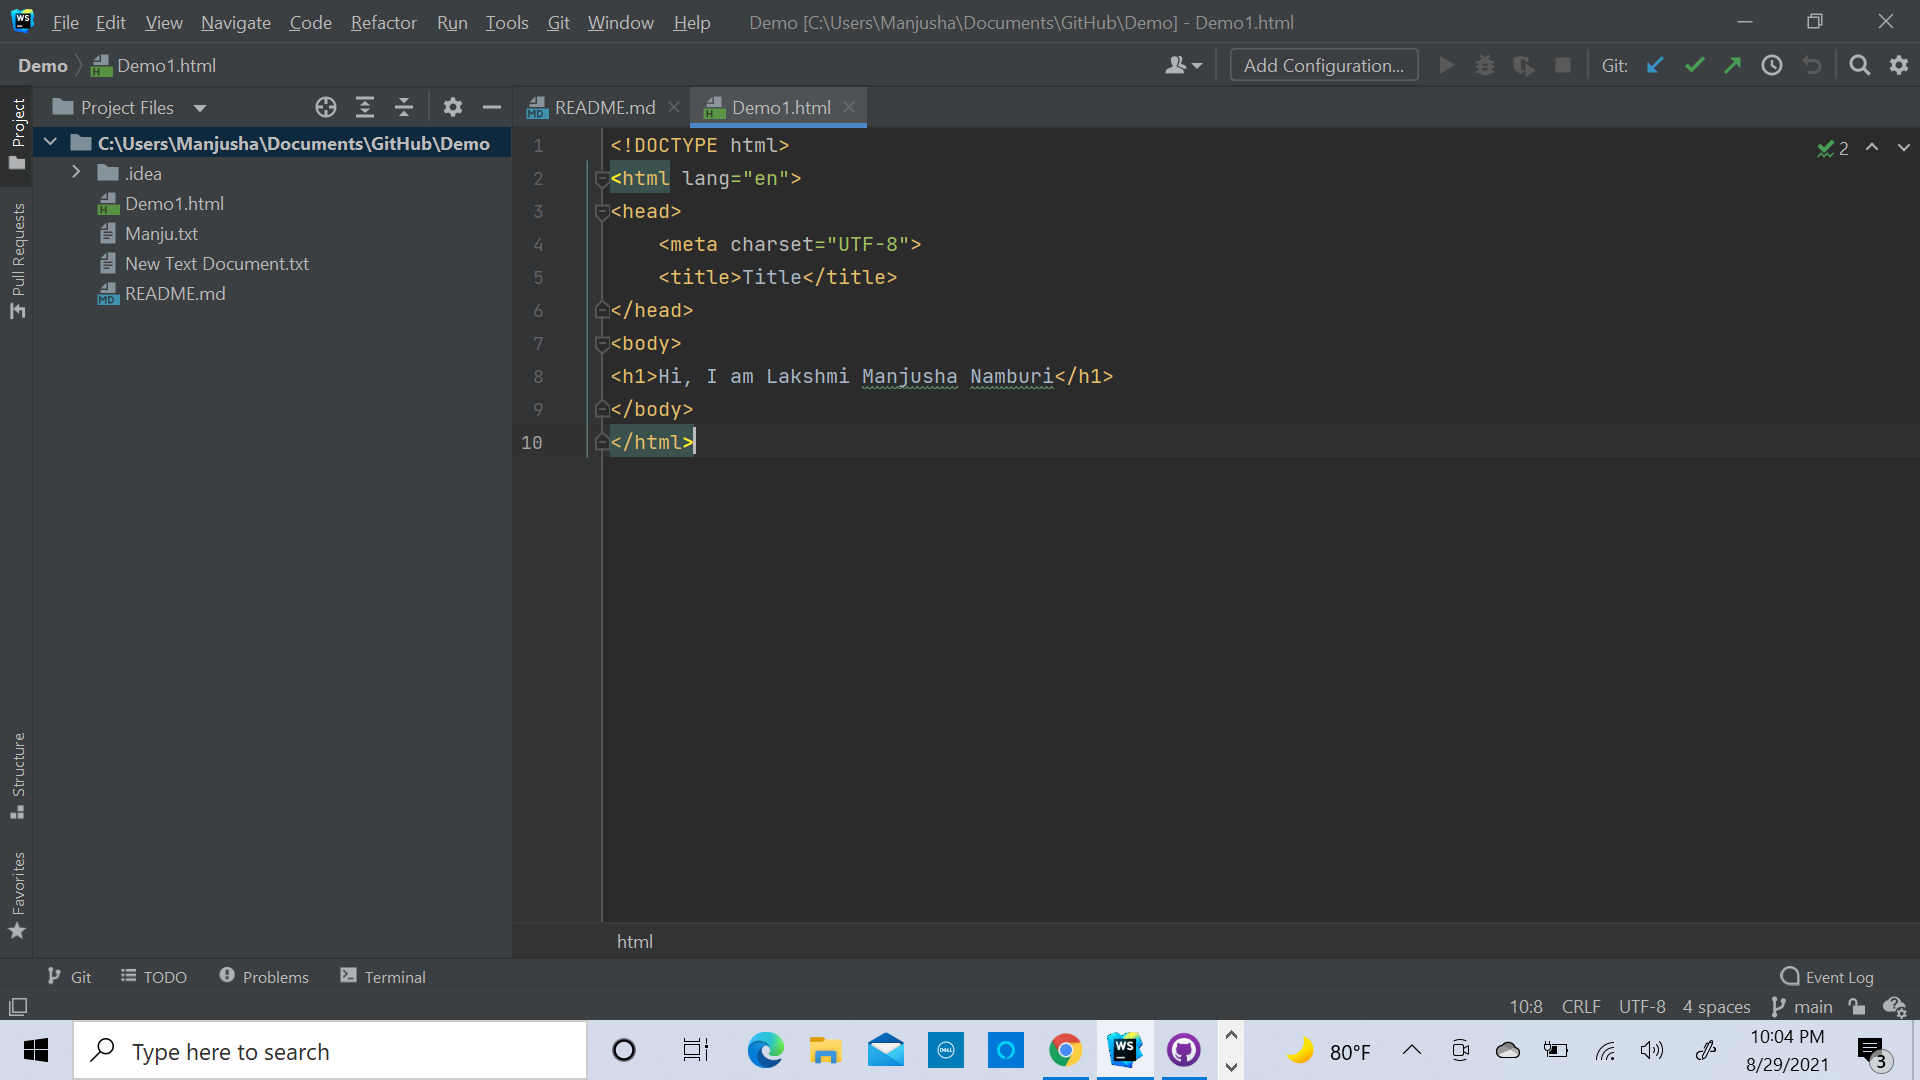 WS File Edit View Navigate Code Refactor Run Tools Git Window Help Demo [C:\Users\Manjusha\Documents\GitHub\Demo] - Demo1.html
Demo Demo1.html Add Configuration... Git:
Project
Pull Requests
Structure
Favorites
Project Files
C:\Users\Manjusha\Documents\GitHub\Demo
.idea
Demo1.html
Manju.txt
New Text Document.txt
README.md
README.md Demo1.html
1 <!DOCTYPE html>
2 <html lang="en">
3 <head>
4 <meta charset="UTF-8">
5 <title>Title</title>
6 </head>
7 <body>
8 <h1>Hi, I am Lakshmi Manjusha Namburi</h1>
9 </body>
10 </html>
2
html
Git TODO Problems Terminal Event Log
10:8 CRLF UTF-8 4 spaces main
Type here to search DELL WS 80°F 10:04 PM
8/29/2021 3